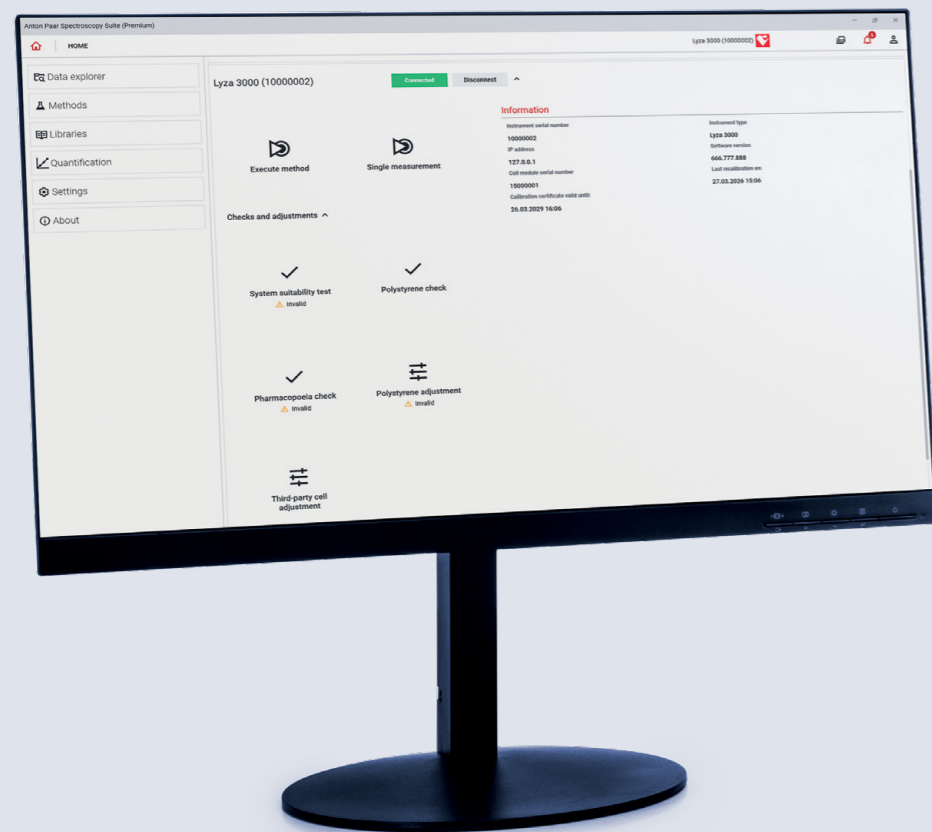 Anton Paar Spectroscopy Suite (Premium)
HOME
Lyza 3000 (10000002)
5
Data explorer
Methods
Libraries
Quantification
Settings
About
Lyza 3000 (10000002)
Connected
Disconnect
Execute method
Single measurement
Checks and adjustments
System suitability test
Invalid
Polystyrene check
Pharmacopoeia check
Invalid
Polystyrene adjustment
Invalid
Third-party cell
adjustment
Information
Instrument serial number
10000002
IP address
127.0.0.1
Cell module serial number
15000001
Calibration certificate valid until:
26.03.2029 16:06
Instrument type
Lyza 3000
Software version
666.777.888
Last recalibration on:
27.03.2026 15:06